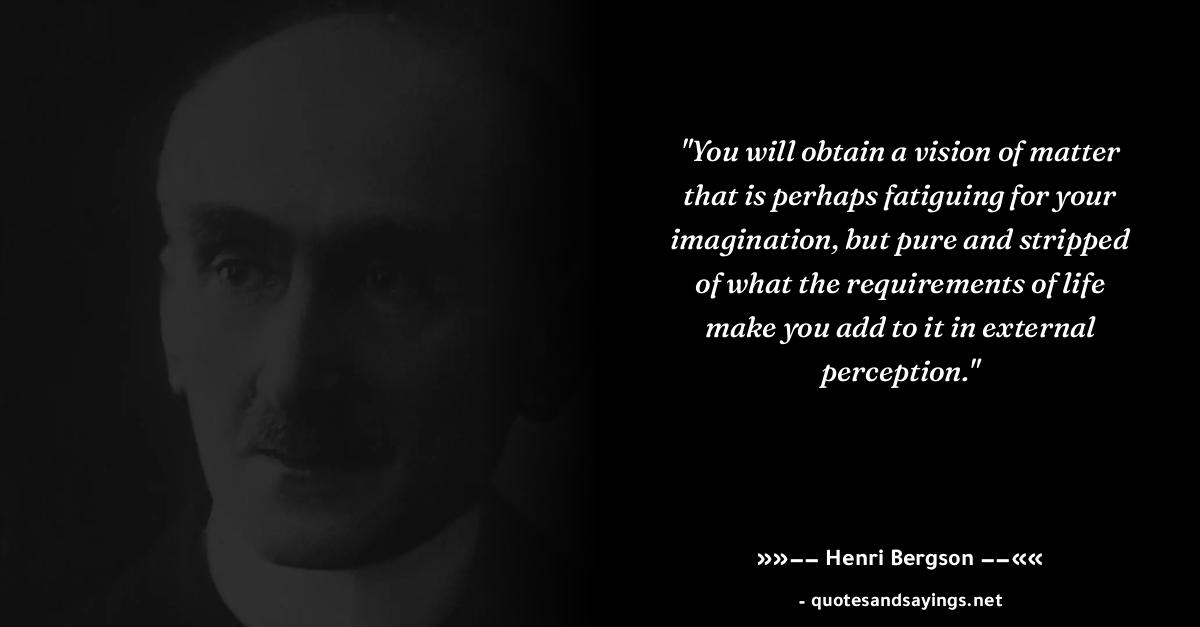 "You will obtain a vision of matter
that is perhaps fatiguing for your
imagination, but pure and stripped
of what the requirements of life
make you add to it in external
perception."
»»−− Henri Bergson −−««
- quotesandsayings.net